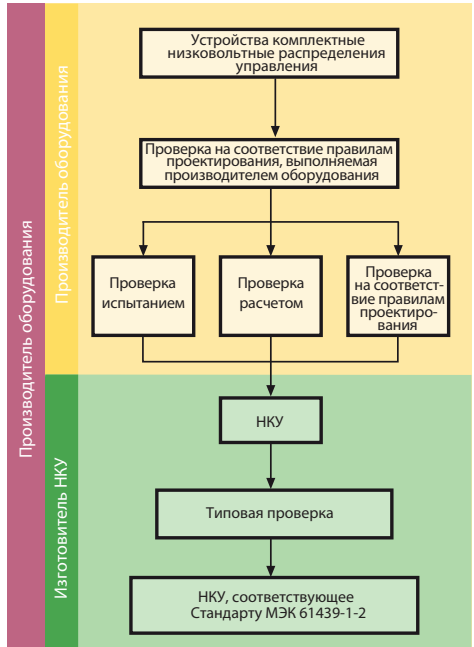 Производитель оборудования
Производитель оборудования
Изготовитель НКУ
Устройства комплектные
низковольтные распределения
управления
Проверка на соответствие правилам
проектирования, выполняемая
производителем оборудования
Проверка
испытанием
Проверка
расчетом
Проверка
на соответст-
вие правилам
проектиро-
вания
НКУ
Типовая проверка
НКУ, соответствующее
Стандарту МЭК 61439-1-2